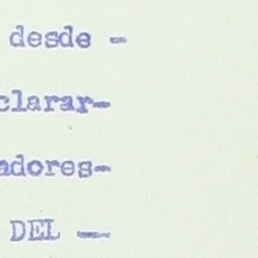 desde -
clarar-
adores-
DEL -